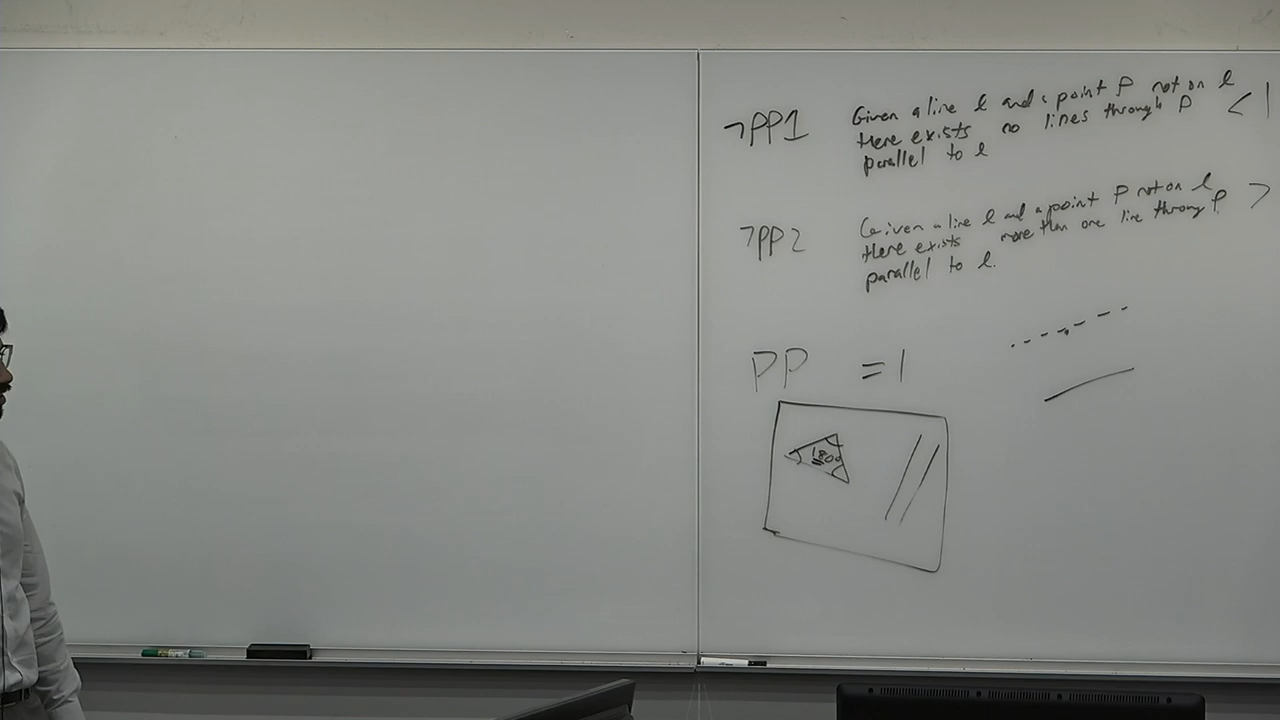 ¬PP1
Given a line l and a point P not on l
there exists no lines through P
parallel to l
< 1
¬PP2
Given a line l and a point P not on l
there exists more than one line throuy P
parallel to l.
>
PP = 1
180°